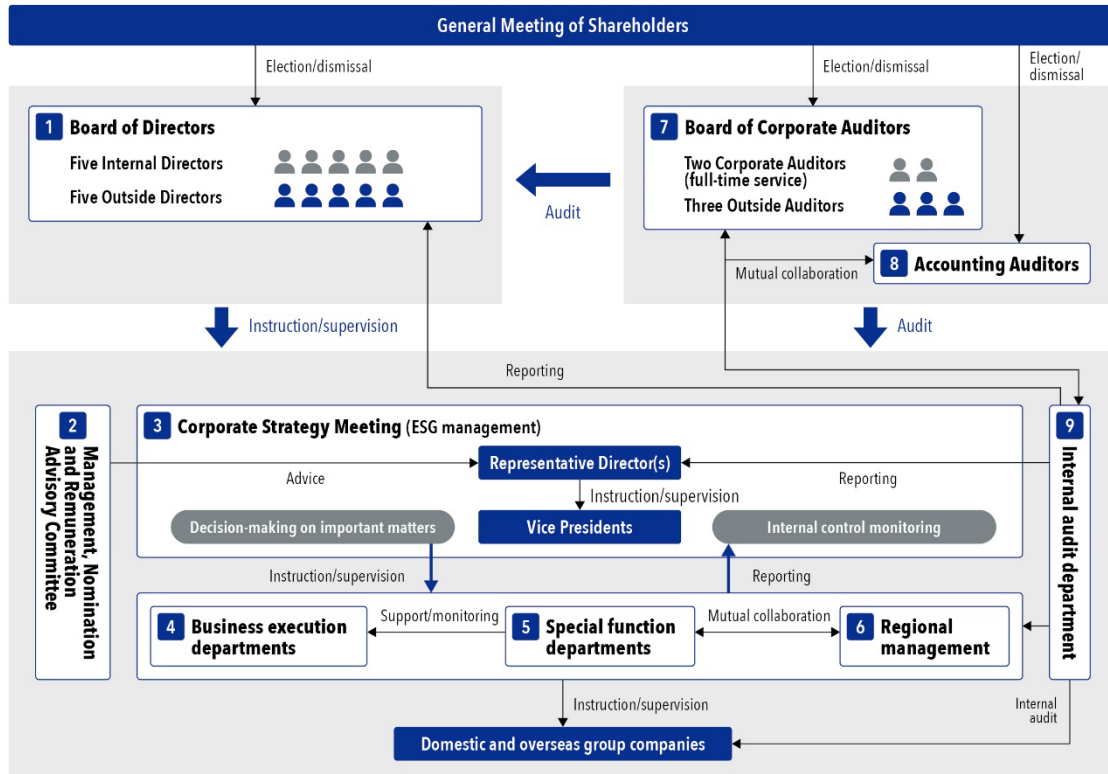 General Meeting of Shareholders
Election/dismissal
Election/dismissal
Election/
dismissal
1 Board of Directors
Five Internal Directors
Five Outside Directors
Audit
7 Board of Corporate Auditors
Two Corporate Auditors
(full-time service)
Three Outside Auditors
Mutual collaboration
8 Accounting Auditors
Instruction/supervision
Audit
Reporting
2 Management, Nomination
and Remuneration
Advisory Committee
3 Corporate Strategy Meeting (ESG management)
Advice
Representative Director(s)
Reporting
Instruction/supervision
Decision-making on important matters
Vice Presidents
Internal control monitoring
9 Internal audit department
Instruction/supervision
Reporting
4 Business execution
departments
Support/monitoring
5 Special function
departments
Mutual collaboration
6 Regional
management
Instruction/supervision
Internal
audit
Domestic and overseas group companies